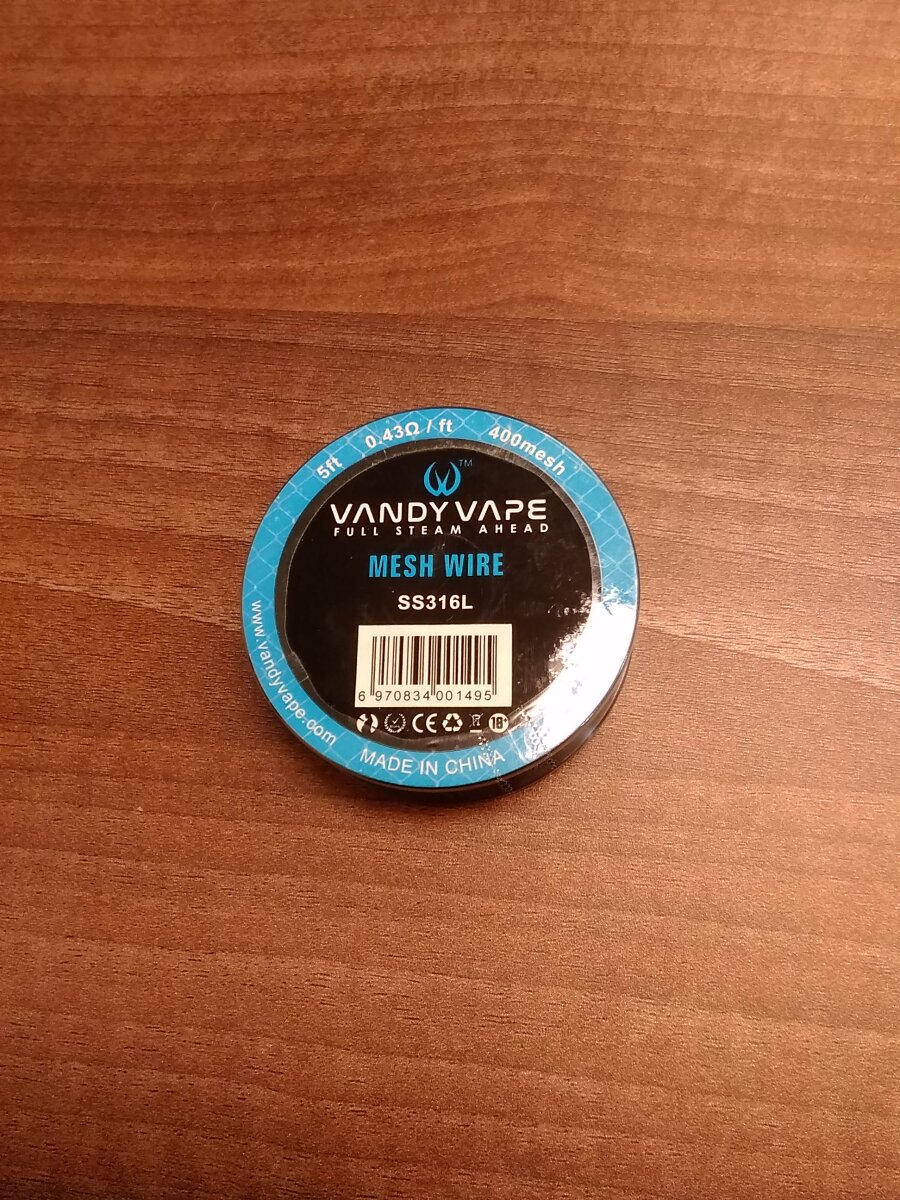 5ft 0.43Ω / ft 400mesh
TM
VANDY VAPE
FULL STEAM AHEAD
MESH WIRE
SS316L
6 970834 001495
CE 18+
www.vandyvape.com
MADE IN CHINA